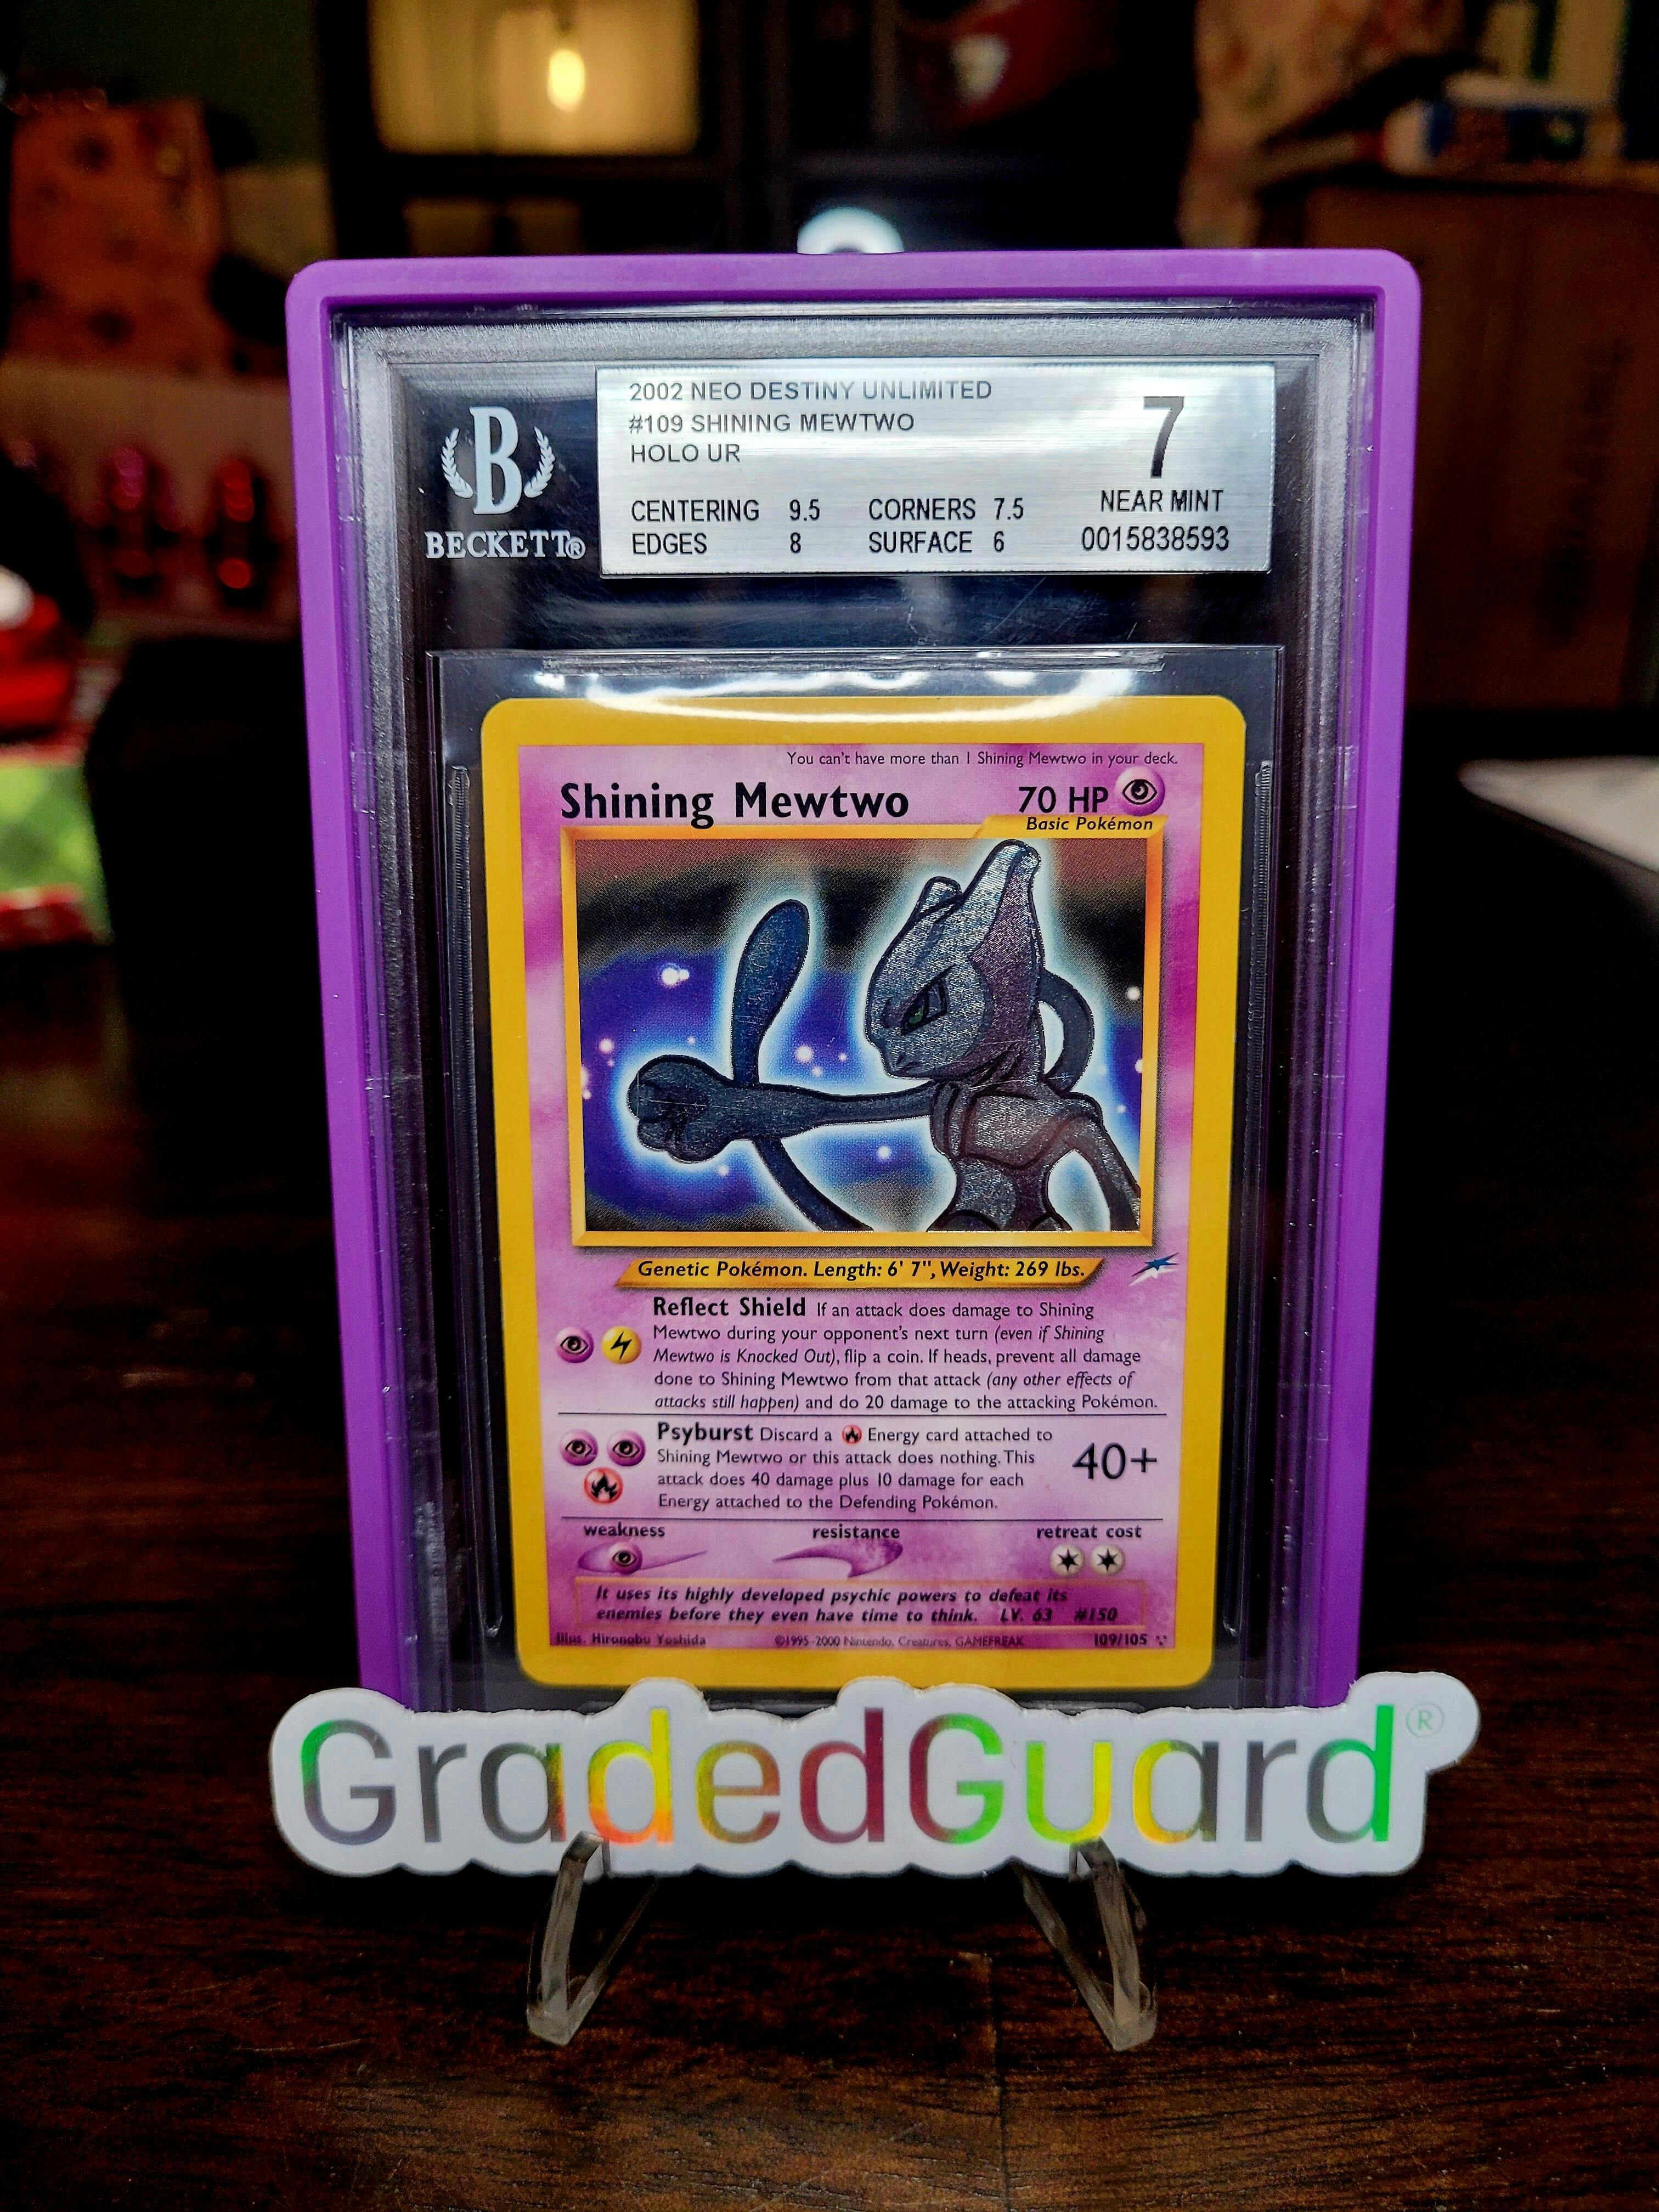 2002 NEO DESTINY UNLIMITED
#109 SHINING MEWTWO
HOLO UR
7
CENTERING 9.5 CORNERS 7.5 NEAR MINT
EDGES 8 SURFACE 6 0015838593
B
BECKETT®
You can't have more than 1 Shining Mewtwo in your deck.
Shining Mewtwo 70 HP
Basic Pokémon
Genetic Pokémon. Length: 6' 7", Weight: 269 lbs.
Reflect Shield If an attack does damage to Shining
Mewtwo during your opponent's next turn (even if Shining
Mewtwo is Knocked Out), flip a coin. If heads, prevent all damage
done to Shining Mewtwo from that attack (any other effects of
attacks still happen) and do 20 damage to the attacking Pokémon.
Psyburst Discard a Energy card attached to
Shining Mewtwo or this attack does nothing. This
attack does 40 damage plus 10 damage for each
Energy attached to the Defending Pokémon.
40+
weakness resistance retreat cost
It uses its highly developed psychic powers to defeat its
enemies before they even have time to think. LV. 63 #150
Illus. Hironobu Yoshida ©1995-2000 Nintendo, Creatures, GAMEFREAK 109/105
GradedGuard®